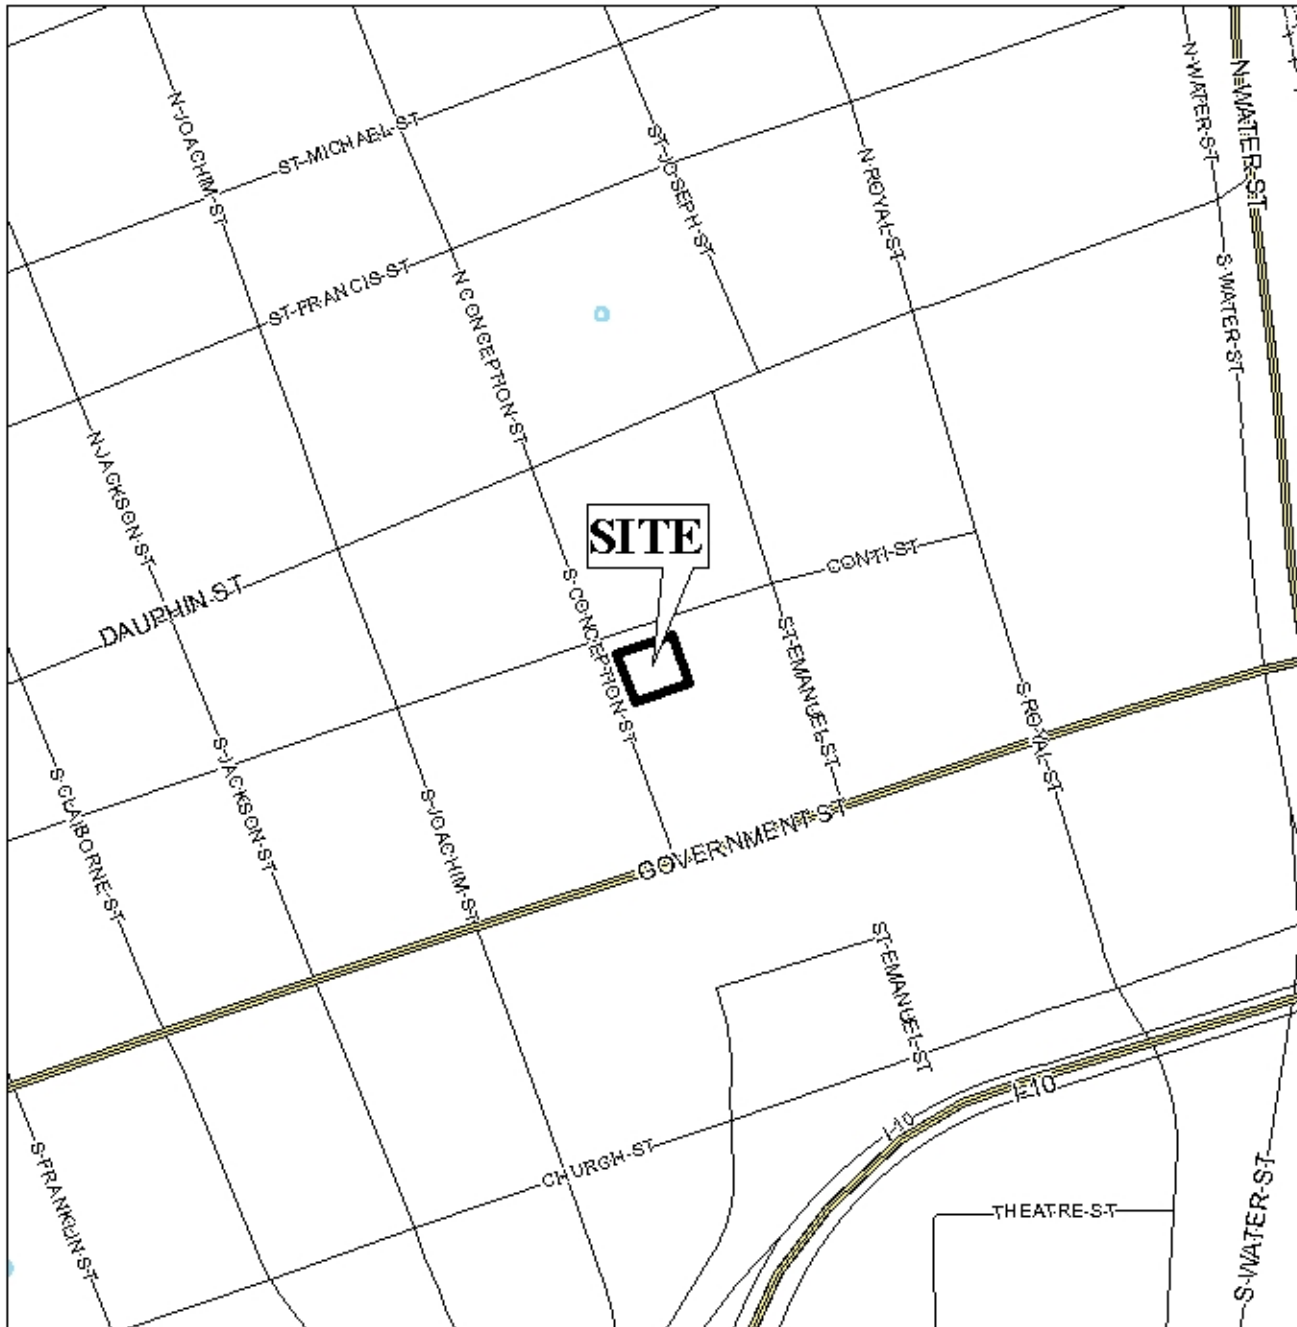 N WATER ST
N WATER ST
N JOACHIM ST
ST MICHAEL ST
ST JOSEPH ST
N ROYAL ST
ST FRANCIS ST
N CONCEPTION ST
S WATER ST
N JACKSON ST
SITE
CONTI ST
DAUPHIN ST
S CONCEPTION ST
ST EMANUEL ST
S ROYAL ST
S CLAIBORNE ST
S JACKSON ST
S JOACHIM ST
GOVERNMENT ST
ST EMANUEL ST
I-10
I-10
CHURCH ST
S FRANKLIN ST
THEATRE ST
S WATER ST